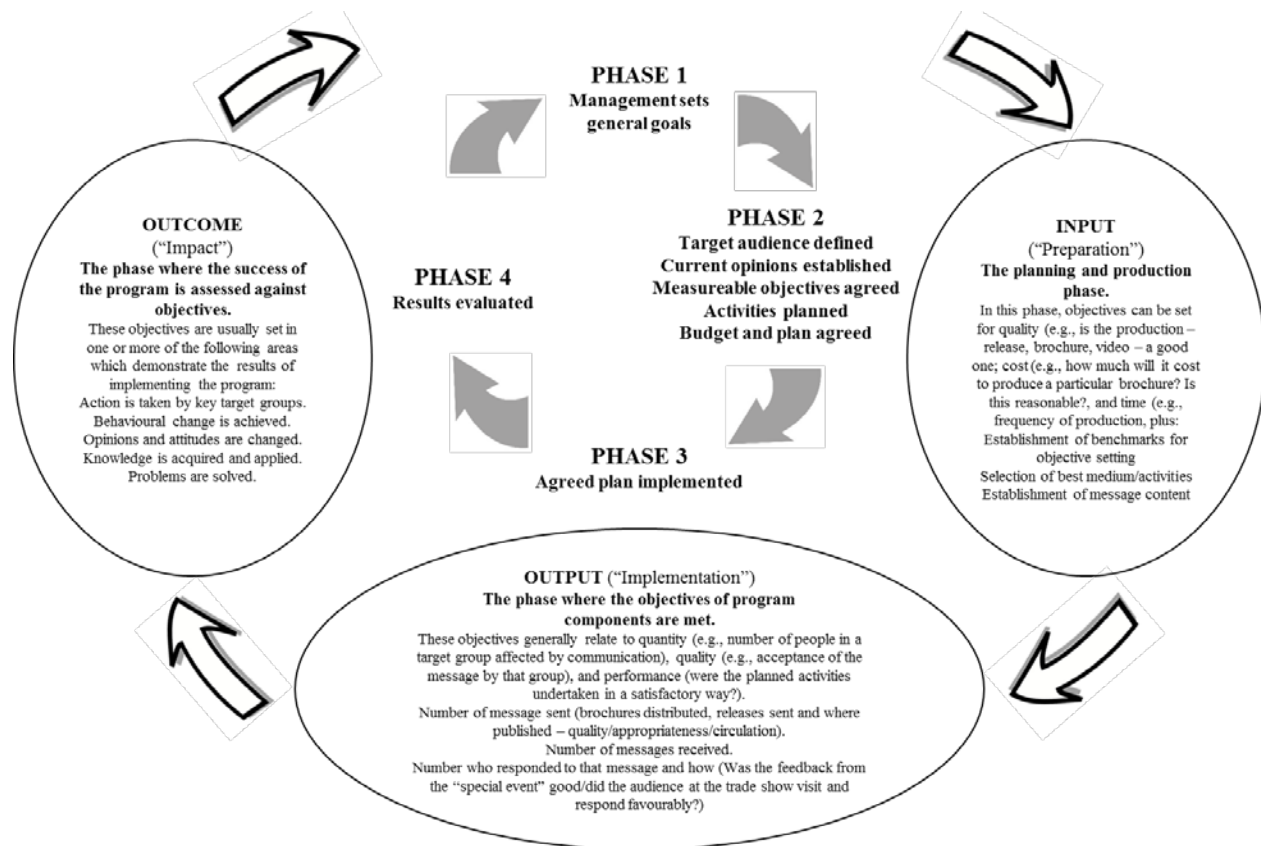 PHASE 1
Management sets
general goals
PHASE 2
Target audience defined
Current opinions established
Measureable objectives agreed
Activities planned
Budget and plan agreed
PHASE 3
Agreed plan implemented
PHASE 4
Results evaluated
INPUT
(“Preparation”)
The planning and production
phase.
In this phase, objectives can be set
for quality (e.g., is the production –
release, brochure, video – a good
one; cost (e.g., how much will it cost
to produce a particular brochure? Is
this reasonable?, and time (e.g.,
frequency of production, plus:
Establishment of benchmarks for
objective setting
Selection of best medium/activities
Establishment of message content
OUTPUT (“Implementation”)
The phase where the objectives of program
components are met.
These objectives generally relate to quantity (e.g., number of people in a
target group affected by communication), quality (e.g., acceptance of the
message by that group), and performance (were the planned activities
undertaken in a satisfactory way?).
Number of message sent (brochures distributed, releases sent and where
published – quality/appropriateness/circulation).
Number of messages received.
Number who responded to that message and how (Was the feedback from
the “special event” good/did the audience at the trade show visit and
respond favourably?)
OUTCOME
(“Impact”)
The phase where the success of
the program is assessed against
objectives.
These objectives are usually set in
one or more of the following areas
which demonstrate the results of
implementing the program:
Action is taken by key target groups.
Behavioural change is achieved.
Opinions and attitudes are changed.
Knowledge is acquired and applied.
Problems are solved.